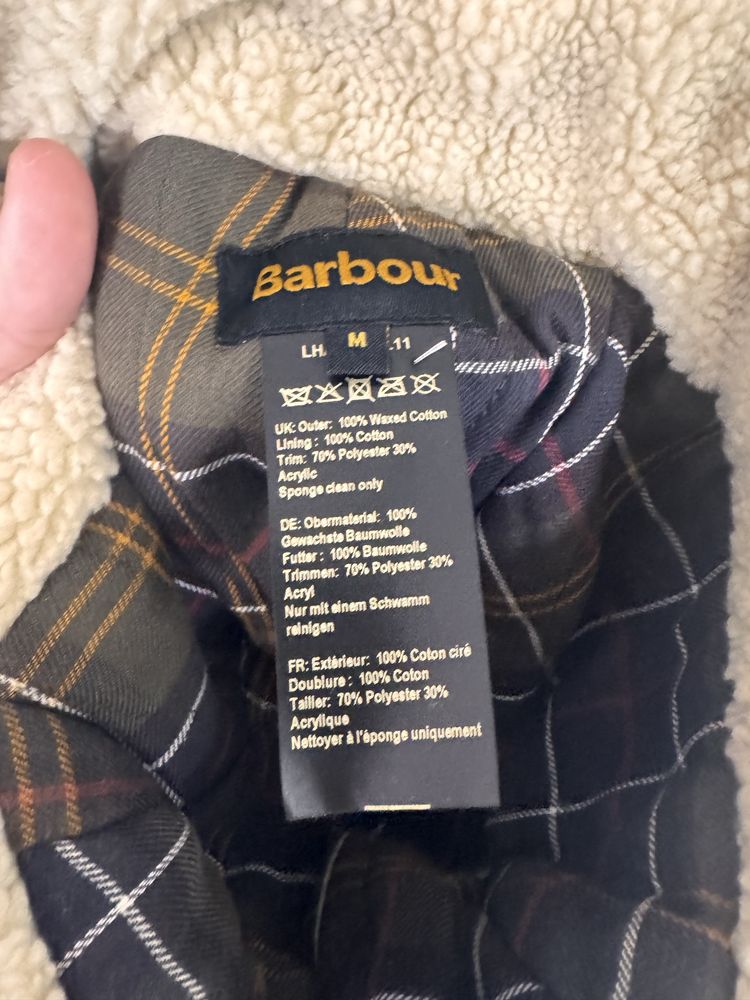 Barbour
M
LH
.11
UK: Outer: 100% Waxed Cotton
Lining : 100% Cotton
Trim: 70% Polyester 30%
Acrylic
Sponge clean only
DE: Obermaterial: 100%
Gewachste Baumwolle
Futter : 100% Baumwolle
Trimmen: 70% Polyester 30%
Acryl
Nur mit einem Schwamm
reinigen
FR: Extérieur: 100% Coton ciré
Doublure : 100% Coton
Tailler: 70% Polyester 30%
Acrylique
Nettoyer à l'éponge uniquement